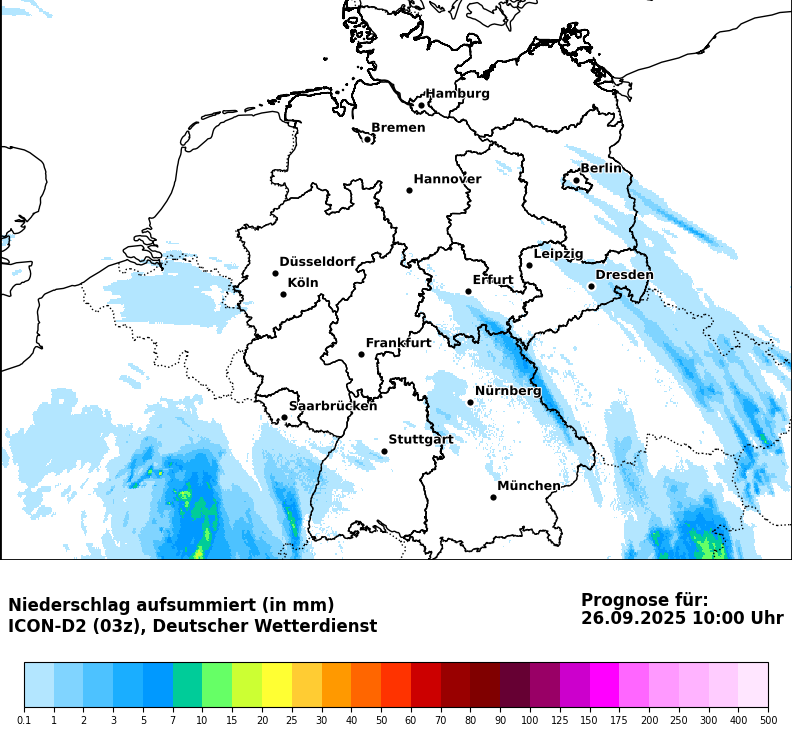 Hamburg
Bremen
Berlin
Hannover
Leipzig
Düsseldorf
Dresden
Erfurt
Köln
Frankfurt
Nürnberg
Saarbrücken
Stuttgart
München
Niederschlag aufsummiert (in mm)
ICON-D2 (03z), Deutscher Wetterdienst
Prognose für:
26.09.2025 10:00 Uhr
0.1 1 2 3 5 7 10 15 20 25 30 40 50 60 70 80 90 100 125 150 175 200 250 300 400 500